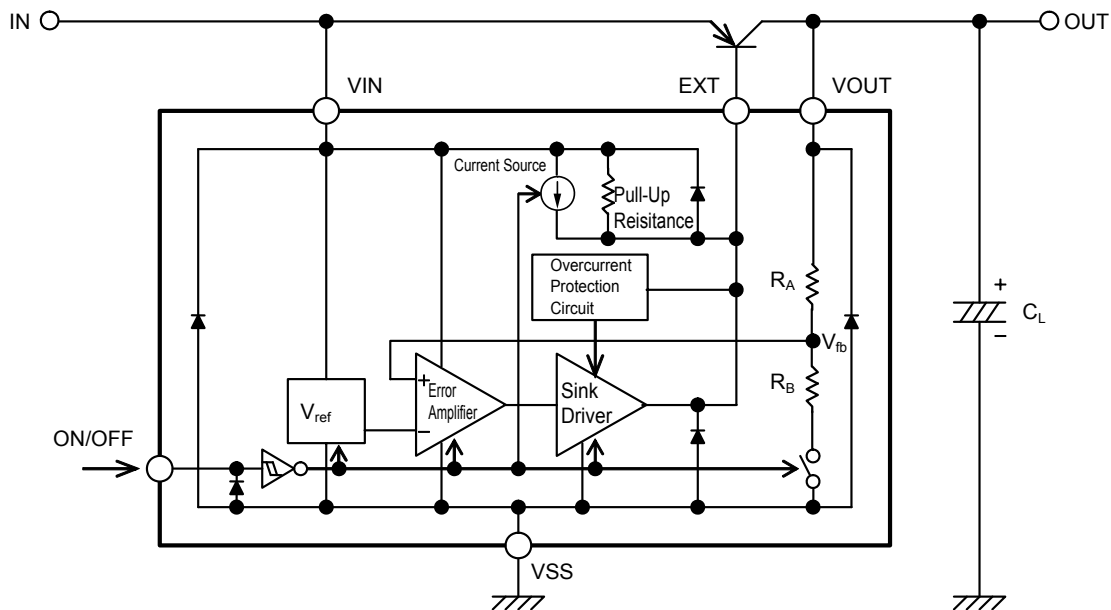 IN
OUT
VIN
EXT
VOUT
Current Source
Pull-Up
Reisitance
Overcurrent
Protection
Circuit
RA
+
CL
−
Vfb
+
Error
Amplifier
−
Sink
Driver
RB
Vref
ON/OFF
VSS